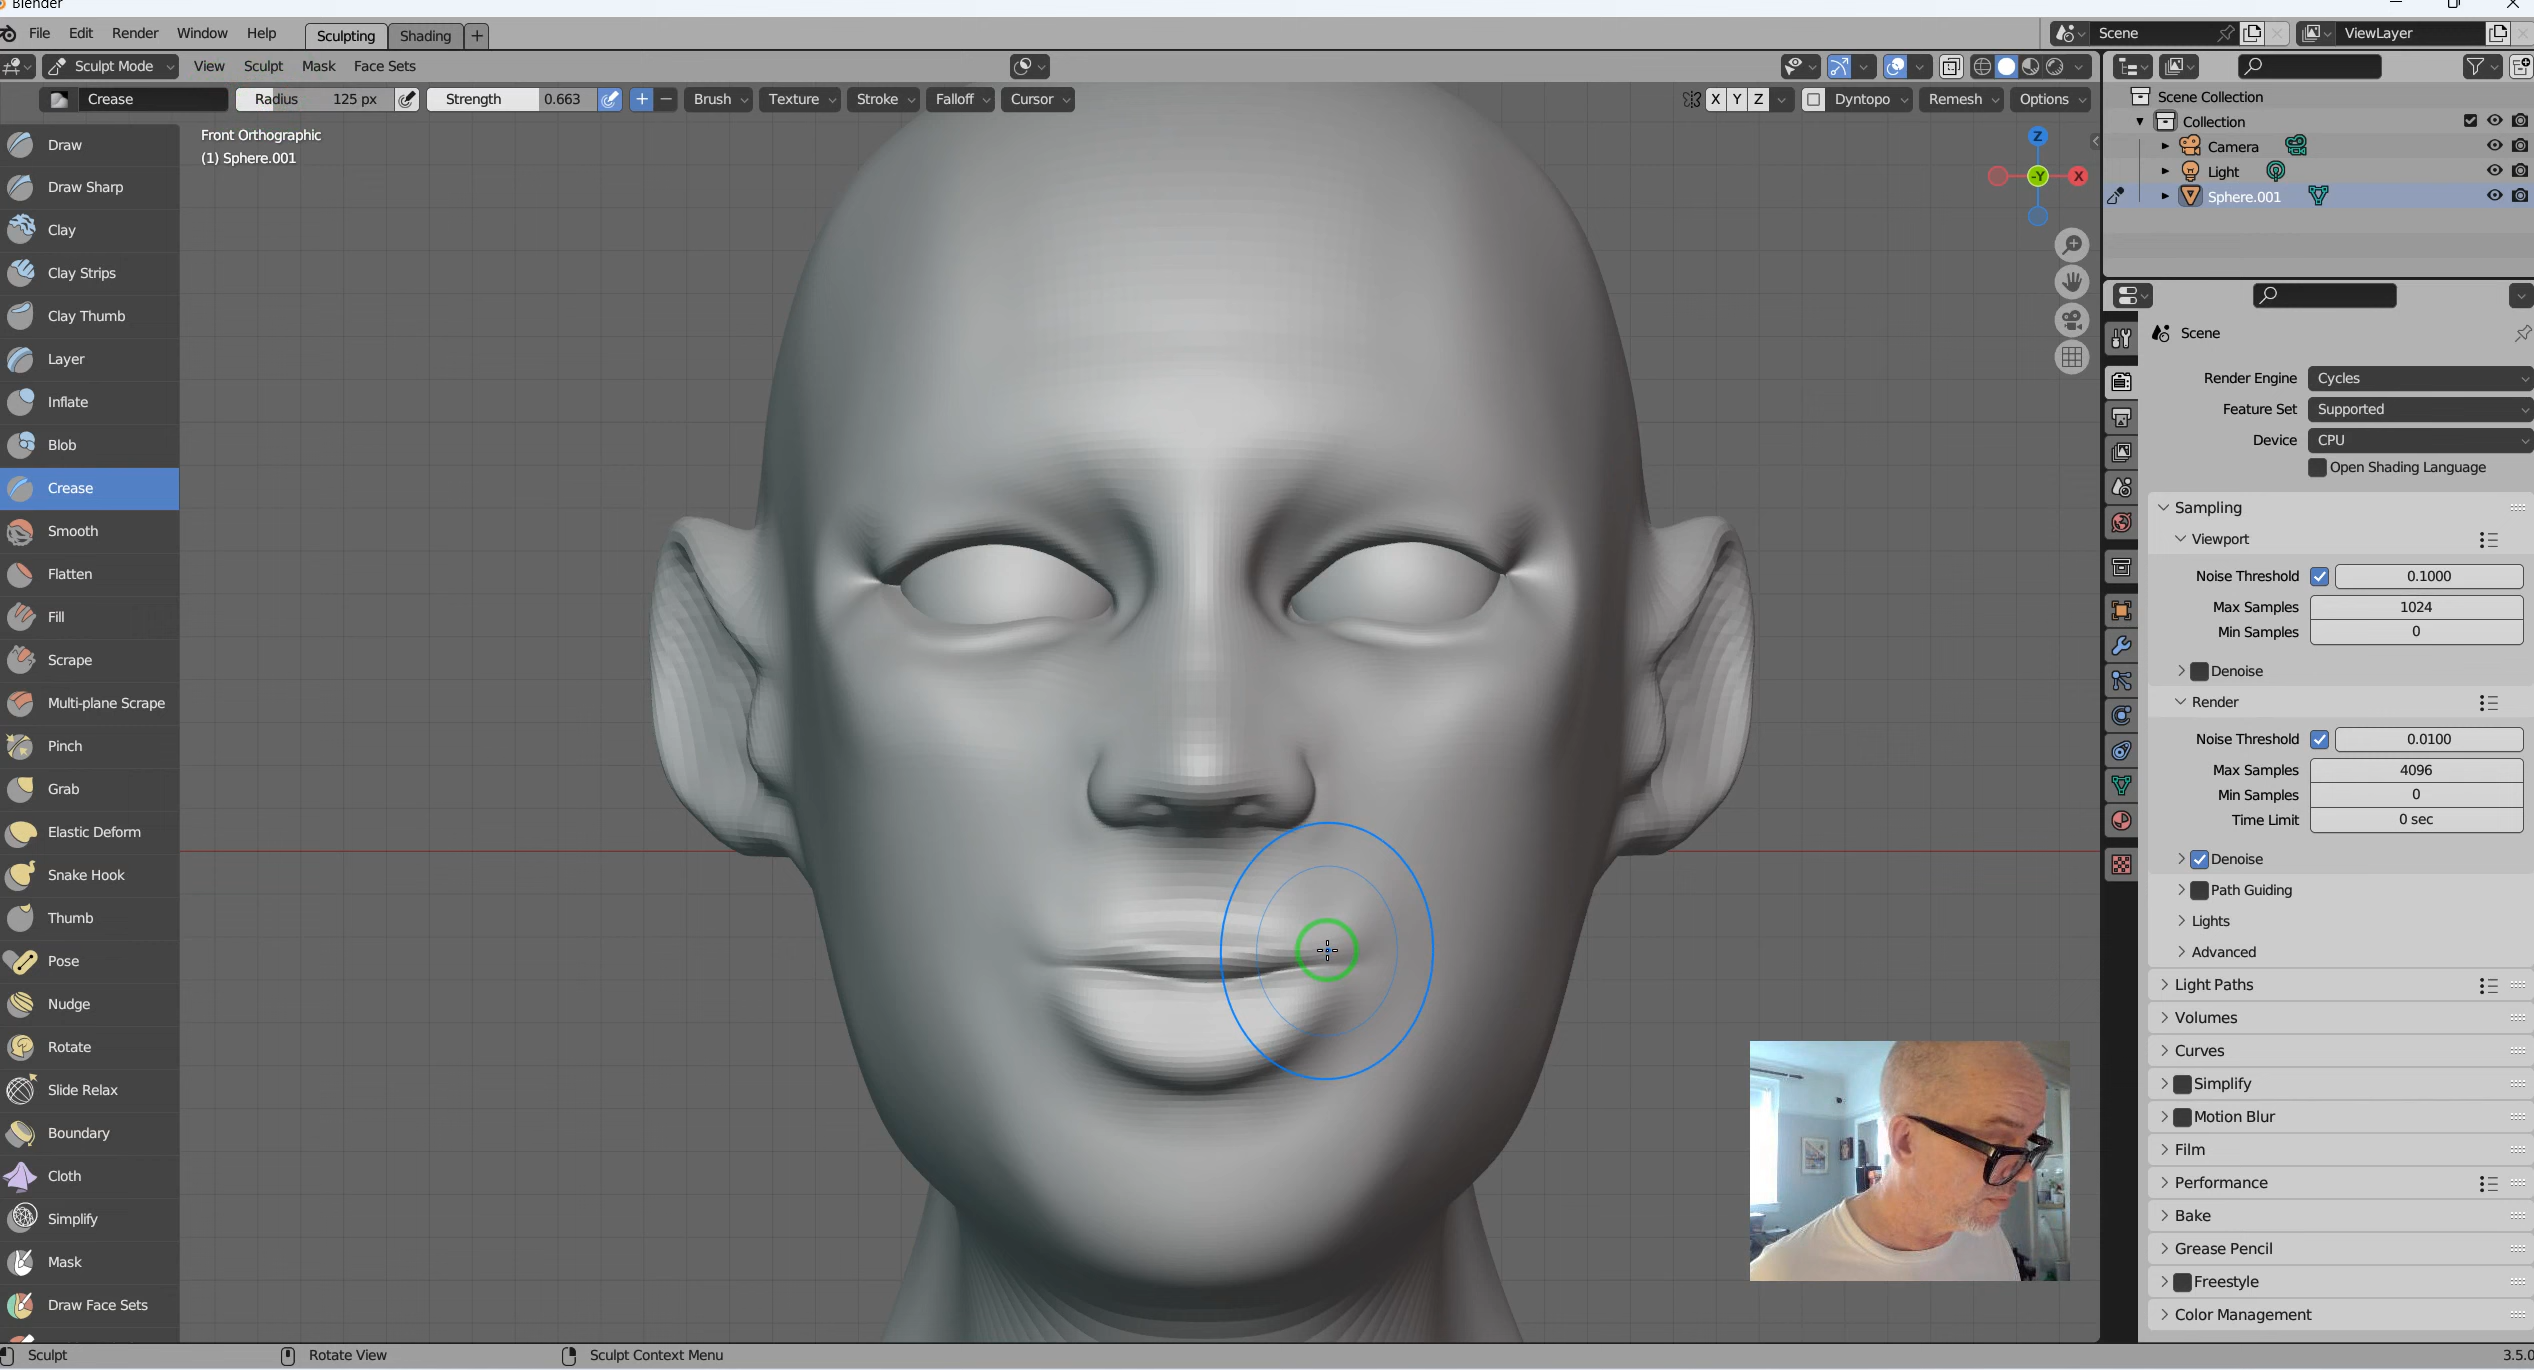 Blender
File Edit Render Window Help Sculpting Shading + Scene ViewLayer
Sculpt Mode View Sculpt Mask Face Sets
Crease Radius 125 px Strength 0.663 + − Brush Texture Stroke Falloff Cursor X Y Z Dyntopo Remesh Options
Front Orthographic
(1) Sphere.001
Z
-Y
X
Draw
Draw Sharp
Clay
Clay Strips
Clay Thumb
Layer
Inflate
Blob
Crease
Smooth
Flatten
Fill
Scrape
Multi-plane Scrape
Pinch
Grab
Elastic Deform
Snake Hook
Thumb
Pose
Nudge
Rotate
Slide Relax
Boundary
Cloth
Simplify
Mask
Draw Face Sets
Scene Collection
Collection
Camera
Light
Sphere.001
Scene
Render Engine Cycles
Feature Set Supported
Device CPU
Open Shading Language
Sampling
Viewport
Noise Threshold 0.1000
Max Samples 1024
Min Samples 0
Denoise
Render
Noise Threshold 0.0100
Max Samples 4096
Min Samples 0
Time Limit 0 sec
Denoise
Path Guiding
Lights
Advanced
Light Paths
Volumes
Curves
Simplify
Motion Blur
Film
Performance
Bake
Grease Pencil
Freestyle
Color Management
Sculpt Rotate View Sculpt Context Menu 3.5.0